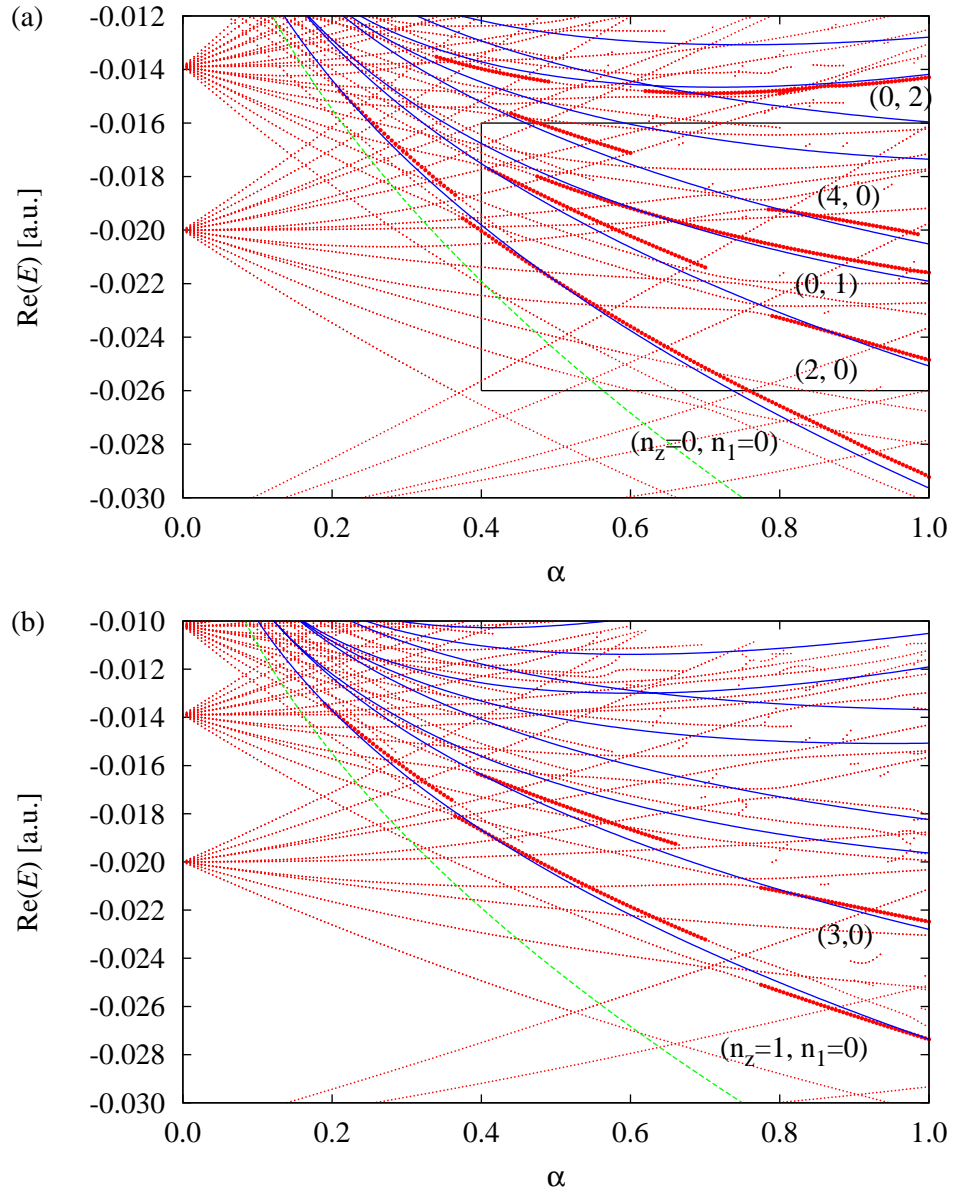 (a)
Re(E) [a.u.]
-0.012
-0.014
-0.016
-0.018
-0.020
-0.022
-0.024
-0.026
-0.028
-0.030
(0, 2)
(4, 0)
(0, 1)
(2, 0)
(n_z=0, n_1=0)
0.0 0.2 0.4 0.6 0.8 1.0
α
(b)
Re(E) [a.u.]
-0.010
-0.012
-0.014
-0.016
-0.018
-0.020
-0.022
-0.024
-0.026
-0.028
-0.030
(3,0)
(n_z=1, n_1=0)
0.0 0.2 0.4 0.6 0.8 1.0
α